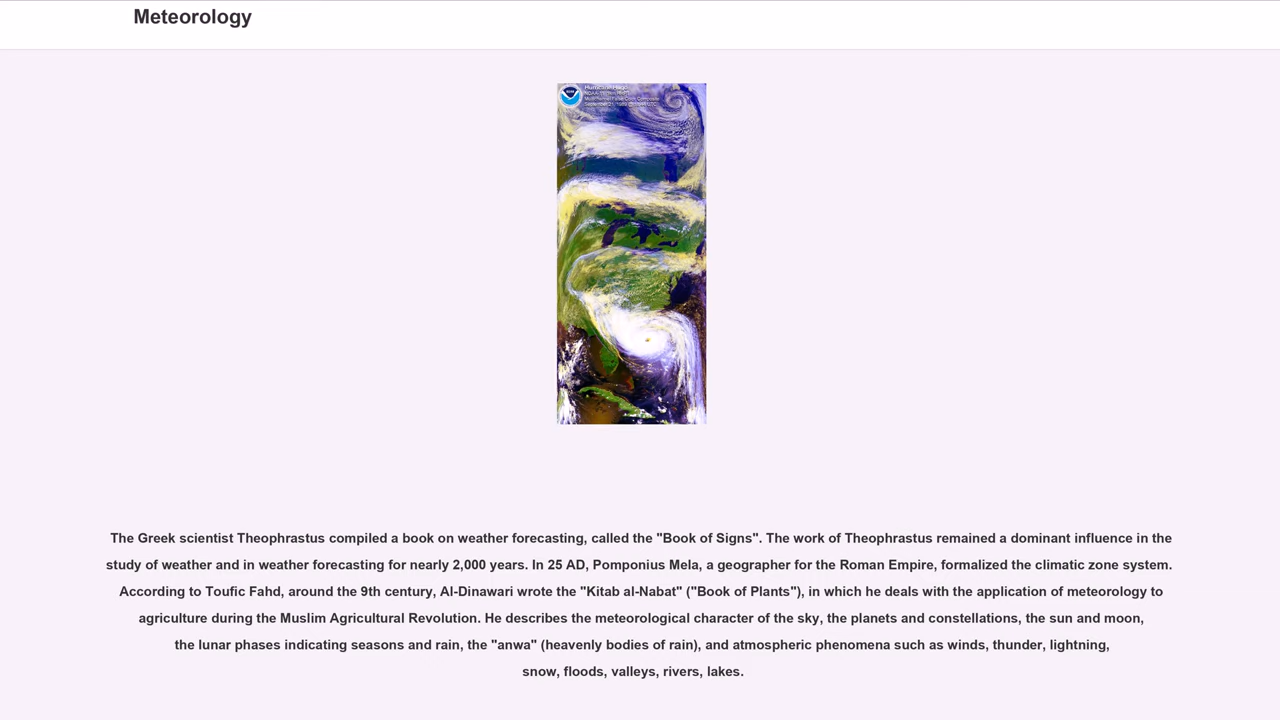 Meteorology
The Greek scientist Theophrastus compiled a book on weather forecasting, called the "Book of Signs". The work of Theophrastus remained a dominant influence in the
study of weather and in weather forecasting for nearly 2,000 years. In 25 AD, Pomponius Mela, a geographer for the Roman Empire, formalized the climatic zone system.
According to Toufic Fahd, around the 9th century, Al-Dinawari wrote the "Kitab al-Nabat" ("Book of Plants"), in which he deals with the application of meteorology to
agriculture during the Muslim Agricultural Revolution. He describes the meteorological character of the sky, the planets and constellations, the sun and moon,
the lunar phases indicating seasons and rain, the "anwa" (heavenly bodies of rain), and atmospheric phenomena such as winds, thunder, lightning,
snow, floods, valleys, rivers, lakes.